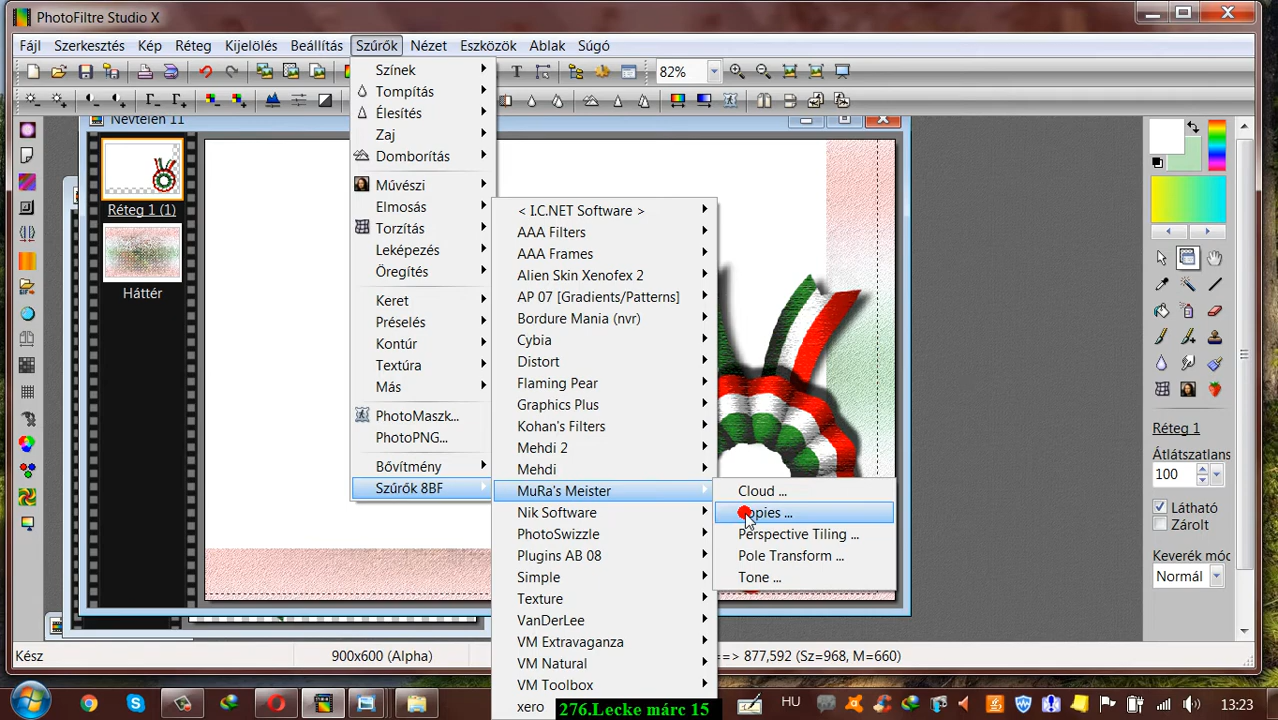 PhotoFiltre Studio X
Fájl Szerkesztés Kép Réteg Kijelölés Beállítás Szűrők Nézet Eszközök Ablak Súgó
82%
Névtelen 11
Réteg 1 (1)
Háttér
Színek
Tompítás
Élesítés
Zaj
Domborítás
Művészi
Elmosás
Torzítás
Leképezés
Öregítés
Keret
Préselés
Kontúr
Textúra
Más
PhotoMaszk...
PhotoPNG...
Bővítmény
Szűrők 8BF
< I.C.NET Software >
AAA Filters
AAA Frames
Alien Skin Xenofex 2
AP 07 [Gradients/Patterns]
Bordure Mania (nvr)
Cybia
Distort
Flaming Pear
Graphics Plus
Kohan's Filters
Mehdi 2
Mehdi
MuRa's Meister
Nik Software
PhotoSwizzle
Plugins AB 08
Simple
Texture
VanDerLee
VM Extravaganza
VM Natural
VM Toolbox
xero
Cloud ...
Copies ...
Perspective Tiling ...
Pole Transform ...
Tone ...
Réteg 1
Átlátszatlans
100
Látható
Zárolt
Keverék mód
Normál
Kész
900x600 (Alpha)
==> 877,592 (Sz=968, M=660)
276.Lecke márc 15
HU
13:23